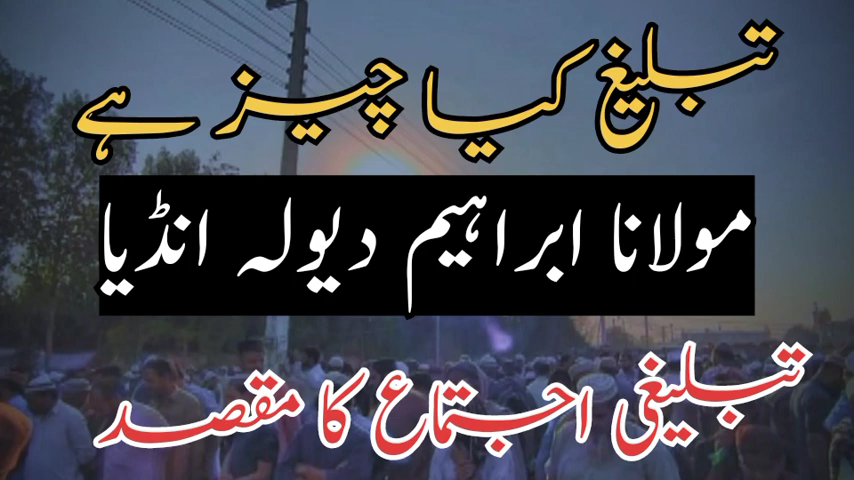 تبلیغ کیا چیز ہے
مولانا ابراہیم دیولہ انڈیا
تبلیغی اجتماع کا مقصد